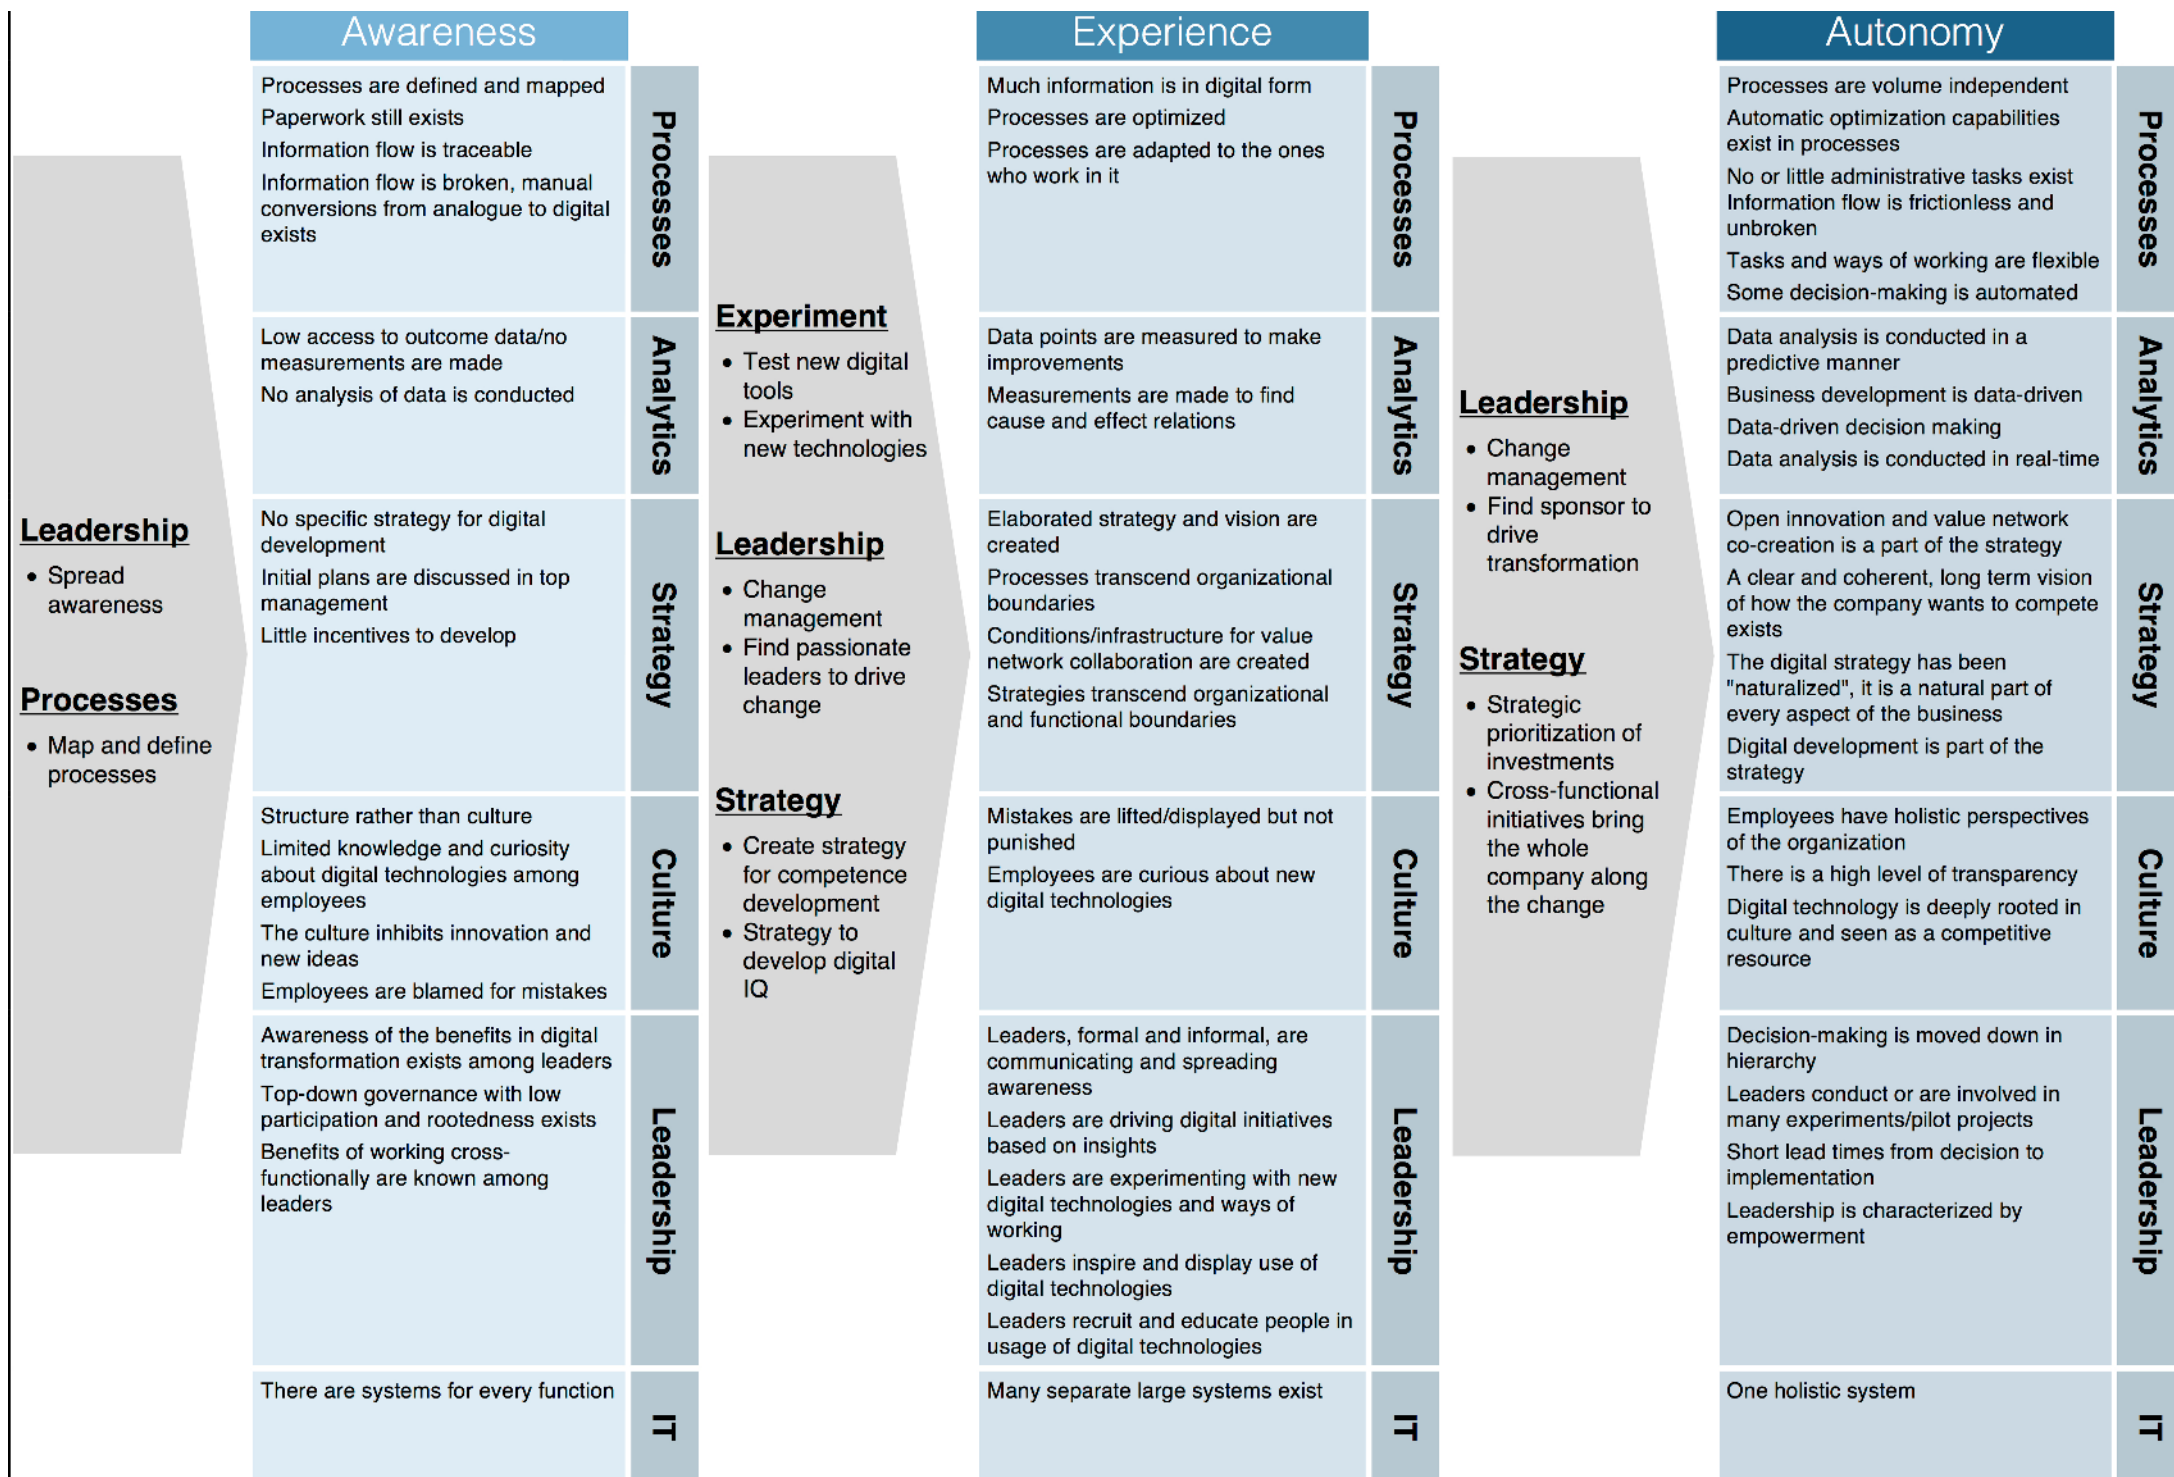 Awareness
Experience
Autonomy
Leadership
• Spread
awareness
Processes
• Map and define
processes
Processes are defined and mapped
Paperwork still exists
Information flow is traceable
Information flow is broken, manual
conversions from analogue to digital
exists
Processes
Low access to outcome data/no
measurements are made
No analysis of data is conducted
Analytics
No specific strategy for digital
development
Initial plans are discussed in top
management
Little incentives to develop
Strategy
Structure rather than culture
Limited knowledge and curiosity
about digital technologies among
employees
The culture inhibits innovation and
new ideas
Employees are blamed for mistakes
Culture
Awareness of the benefits in digital
transformation exists among leaders
Top-down governance with low
participation and rootedness exists
Benefits of working cross-
functionally are known among
leaders
Leadership
There are systems for every function
IT
Experiment
• Test new digital
tools
• Experiment with
new technologies
Leadership
• Change
management
• Find passionate
leaders to drive
change
Strategy
• Create strategy
for competence
development
• Strategy to
develop digital
IQ
Much information is in digital form
Processes are optimized
Processes are adapted to the ones
who work in it
Processes
Data points are measured to make
improvements
Measurements are made to find
cause and effect relations
Analytics
Elaborated strategy and vision are
created
Processes transcend organizational
boundaries
Conditions/infrastructure for value
network collaboration are created
Strategies transcend organizational
and functional boundaries
Strategy
Mistakes are lifted/displayed but not
punished
Employees are curious about new
digital technologies
Culture
Leaders, formal and informal, are
communicating and spreading
awareness
Leaders are driving digital initiatives
based on insights
Leaders are experimenting with new
digital technologies and ways of
working
Leaders inspire and display use of
digital technologies
Leaders recruit and educate people in
usage of digital technologies
Leadership
Many separate large systems exist
IT
Leadership
• Change
management
• Find sponsor to
drive
transformation
Strategy
• Strategic
prioritization of
investments
• Cross-functional
initiatives bring
the whole
company along
the change
Processes are volume independent
Automatic optimization capabilities
exist in processes
No or little administrative tasks exist
Information flow is frictionless and
unbroken
Tasks and ways of working are flexible
Some decision-making is automated
Processes
Data analysis is conducted in a
predictive manner
Business development is data-driven
Data-driven decision making
Data analysis is conducted in real-time
Analytics
Open innovation and value network
co-creation is a part of the strategy
A clear and coherent, long term vision
of how the company wants to compete
exists
The digital strategy has been
"naturalized", it is a natural part of
every aspect of the business
Digital development is part of the
strategy
Strategy
Employees have holistic perspectives
of the organization
There is a high level of transparency
Digital technology is deeply rooted in
culture and seen as a competitive
resource
Culture
Decision-making is moved down in
hierarchy
Leaders conduct or are involved in
many experiments/pilot projects
Short lead times from decision to
implementation
Leadership is characterized by
empowerment
Leadership
One holistic system
IT